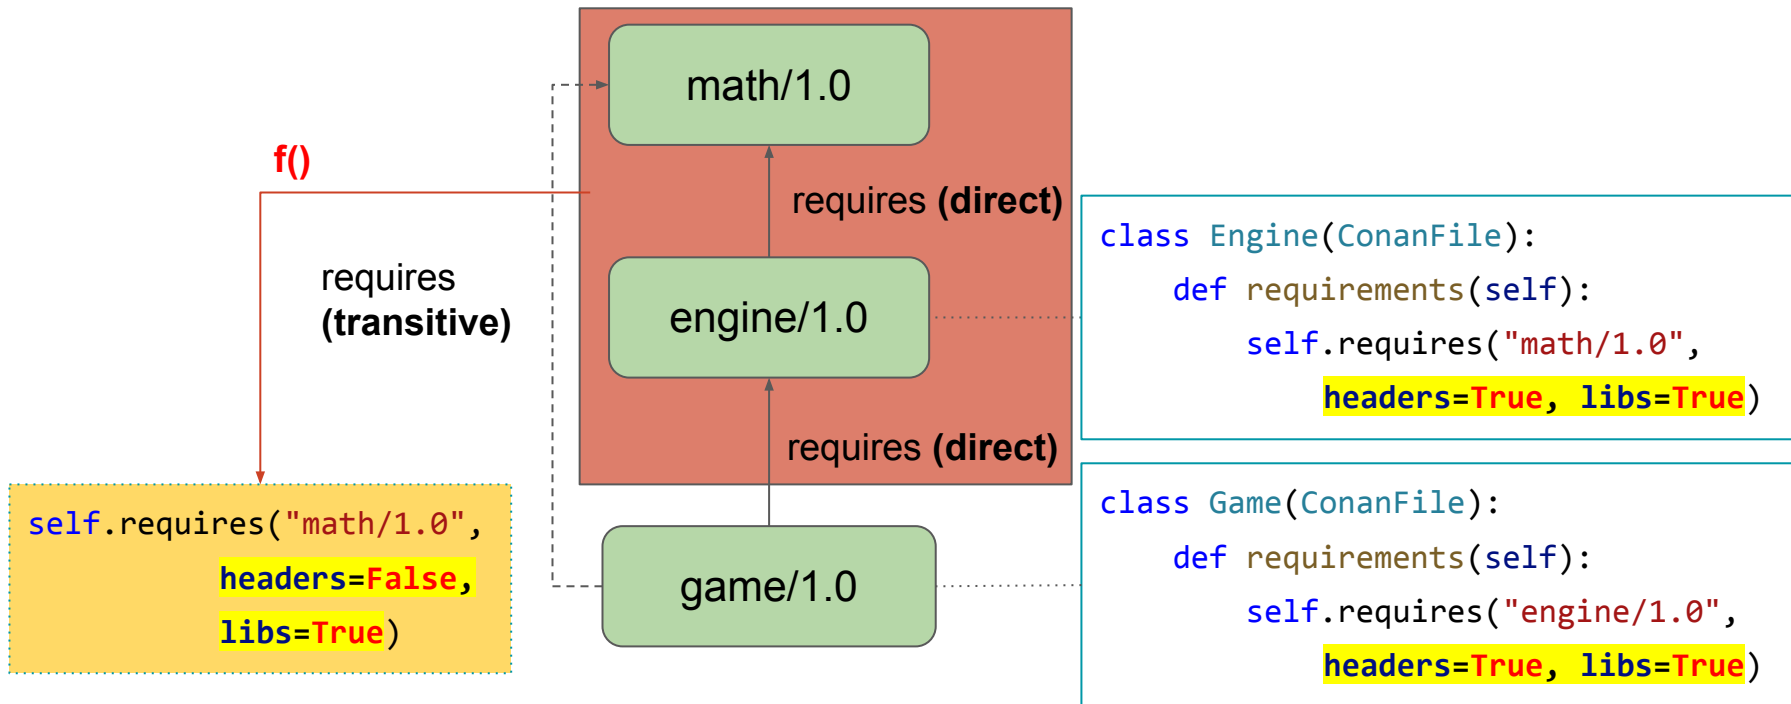 math/1.0
f()
requires (direct)
requires
(transitive)
engine/1.0
class Engine(ConanFile):
def requirements(self):
self.requires("math/1.0",
headers=True, libs=True)
requires (direct)
self.requires("math/1.0",
headers=False,
libs=True)
game/1.0
class Game(ConanFile):
def requirements(self):
self.requires("engine/1.0",
headers=True, libs=True)